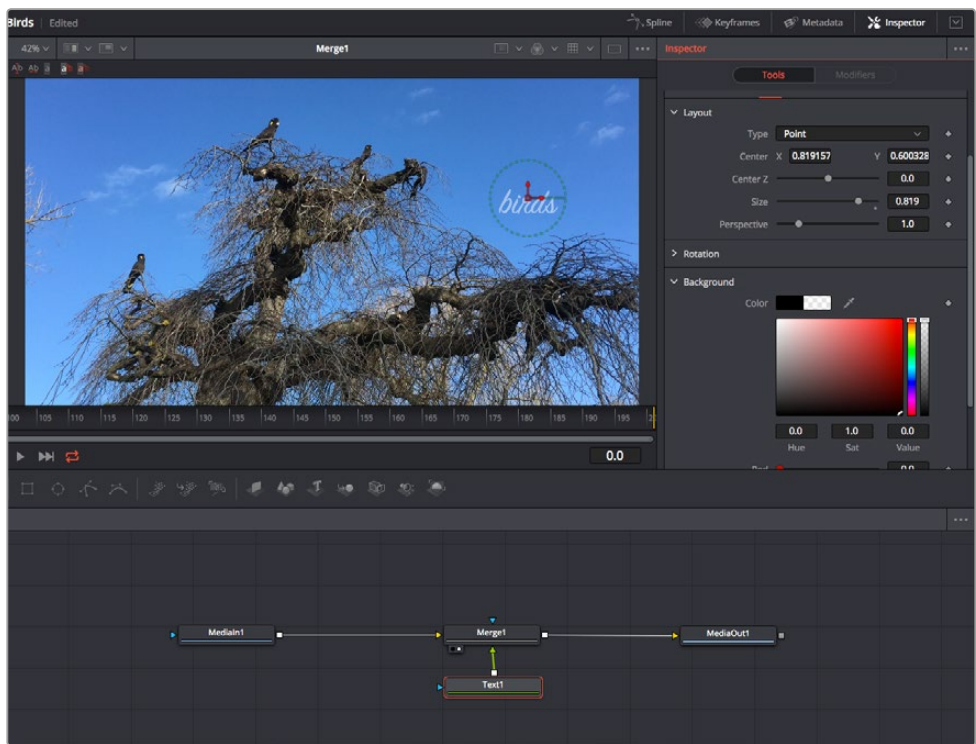 Birds Edited Spline Keyframes Metadata Inspector
42% Merge1 Inspector
Tools Modifiers
Layout
Type Point
Center X 0.819157 Y 0.600328
Center Z 0.0
Size 0.819
Perspective 1.0
birds
Rotation
Background
Color
105 110 115 120 125 130 135 140 145 150 155 160 165 170 175 180 185 190 195
0.0 1.0 0.0
Hue Sat Value
0.0
MediaIn1 Merge1 MediaOut1
Text1